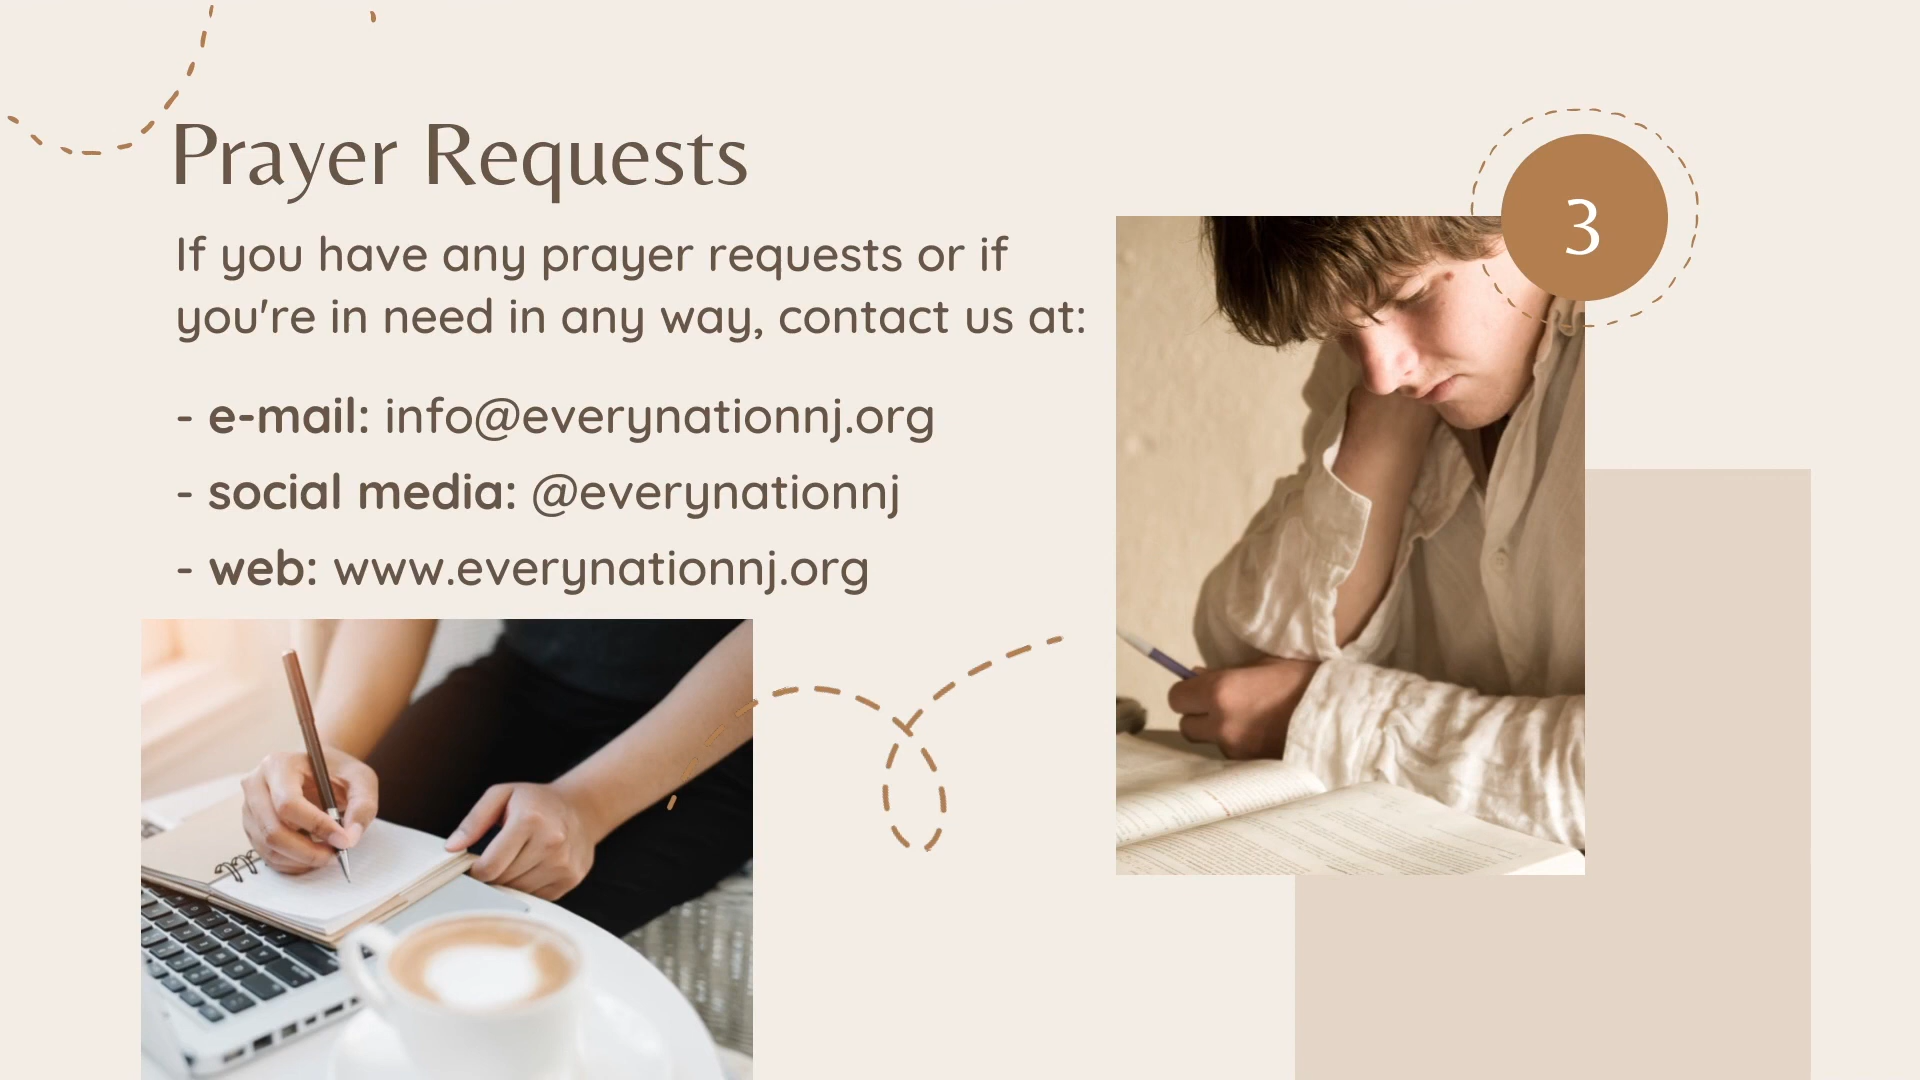 Prayer Requests
If you have any prayer requests or if
you're in need in any way, contact us at:
- e-mail: info@everynationnj.org
- social media: @everynationnj
- web: www.everynationnj.org
3